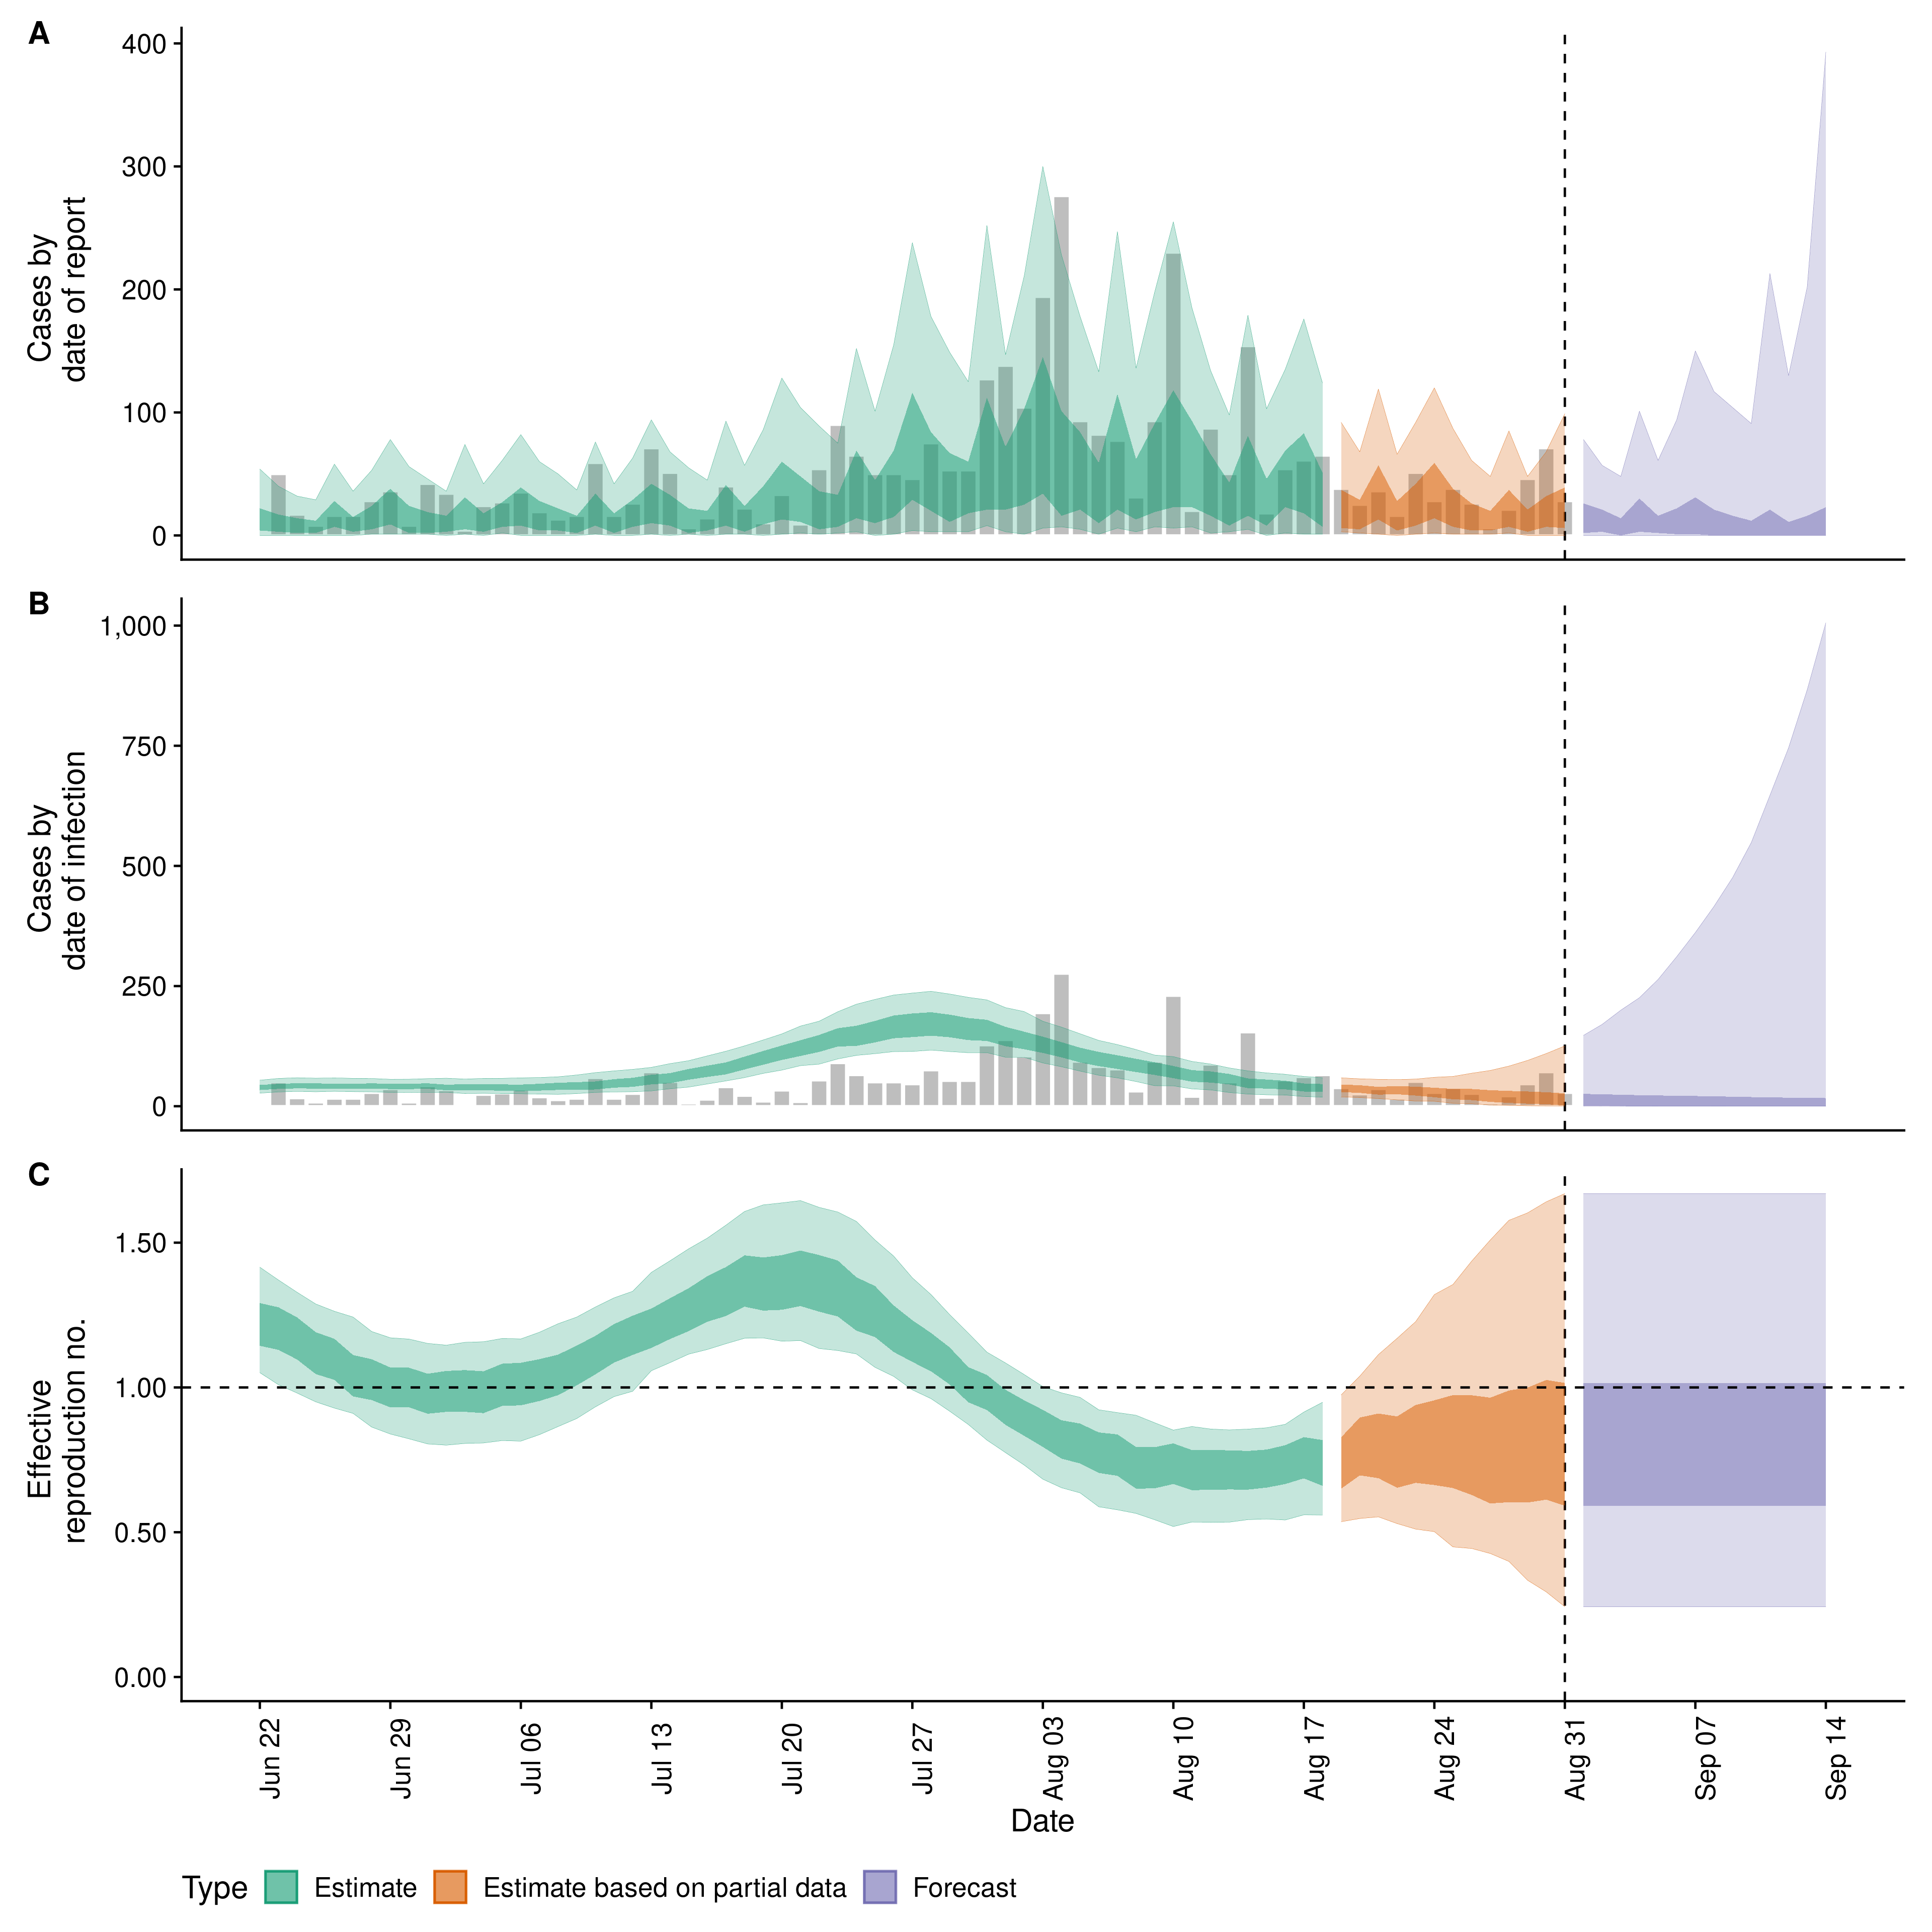 A
400
300
200
100
0
Cases by
date of report
B
1,000
750
500
250
0
Cases by
date of infection
C
1.50
1.00
0.50
0.00
Effective
reproduction no.
Jun 22
Jun 29
Jul 06
Jul 13
Jul 20
Jul 27
Aug 03
Aug 10
Aug 17
Aug 24
Aug 31
Sep 07
Sep 14
Date
Type Estimate Estimate based on partial data Forecast